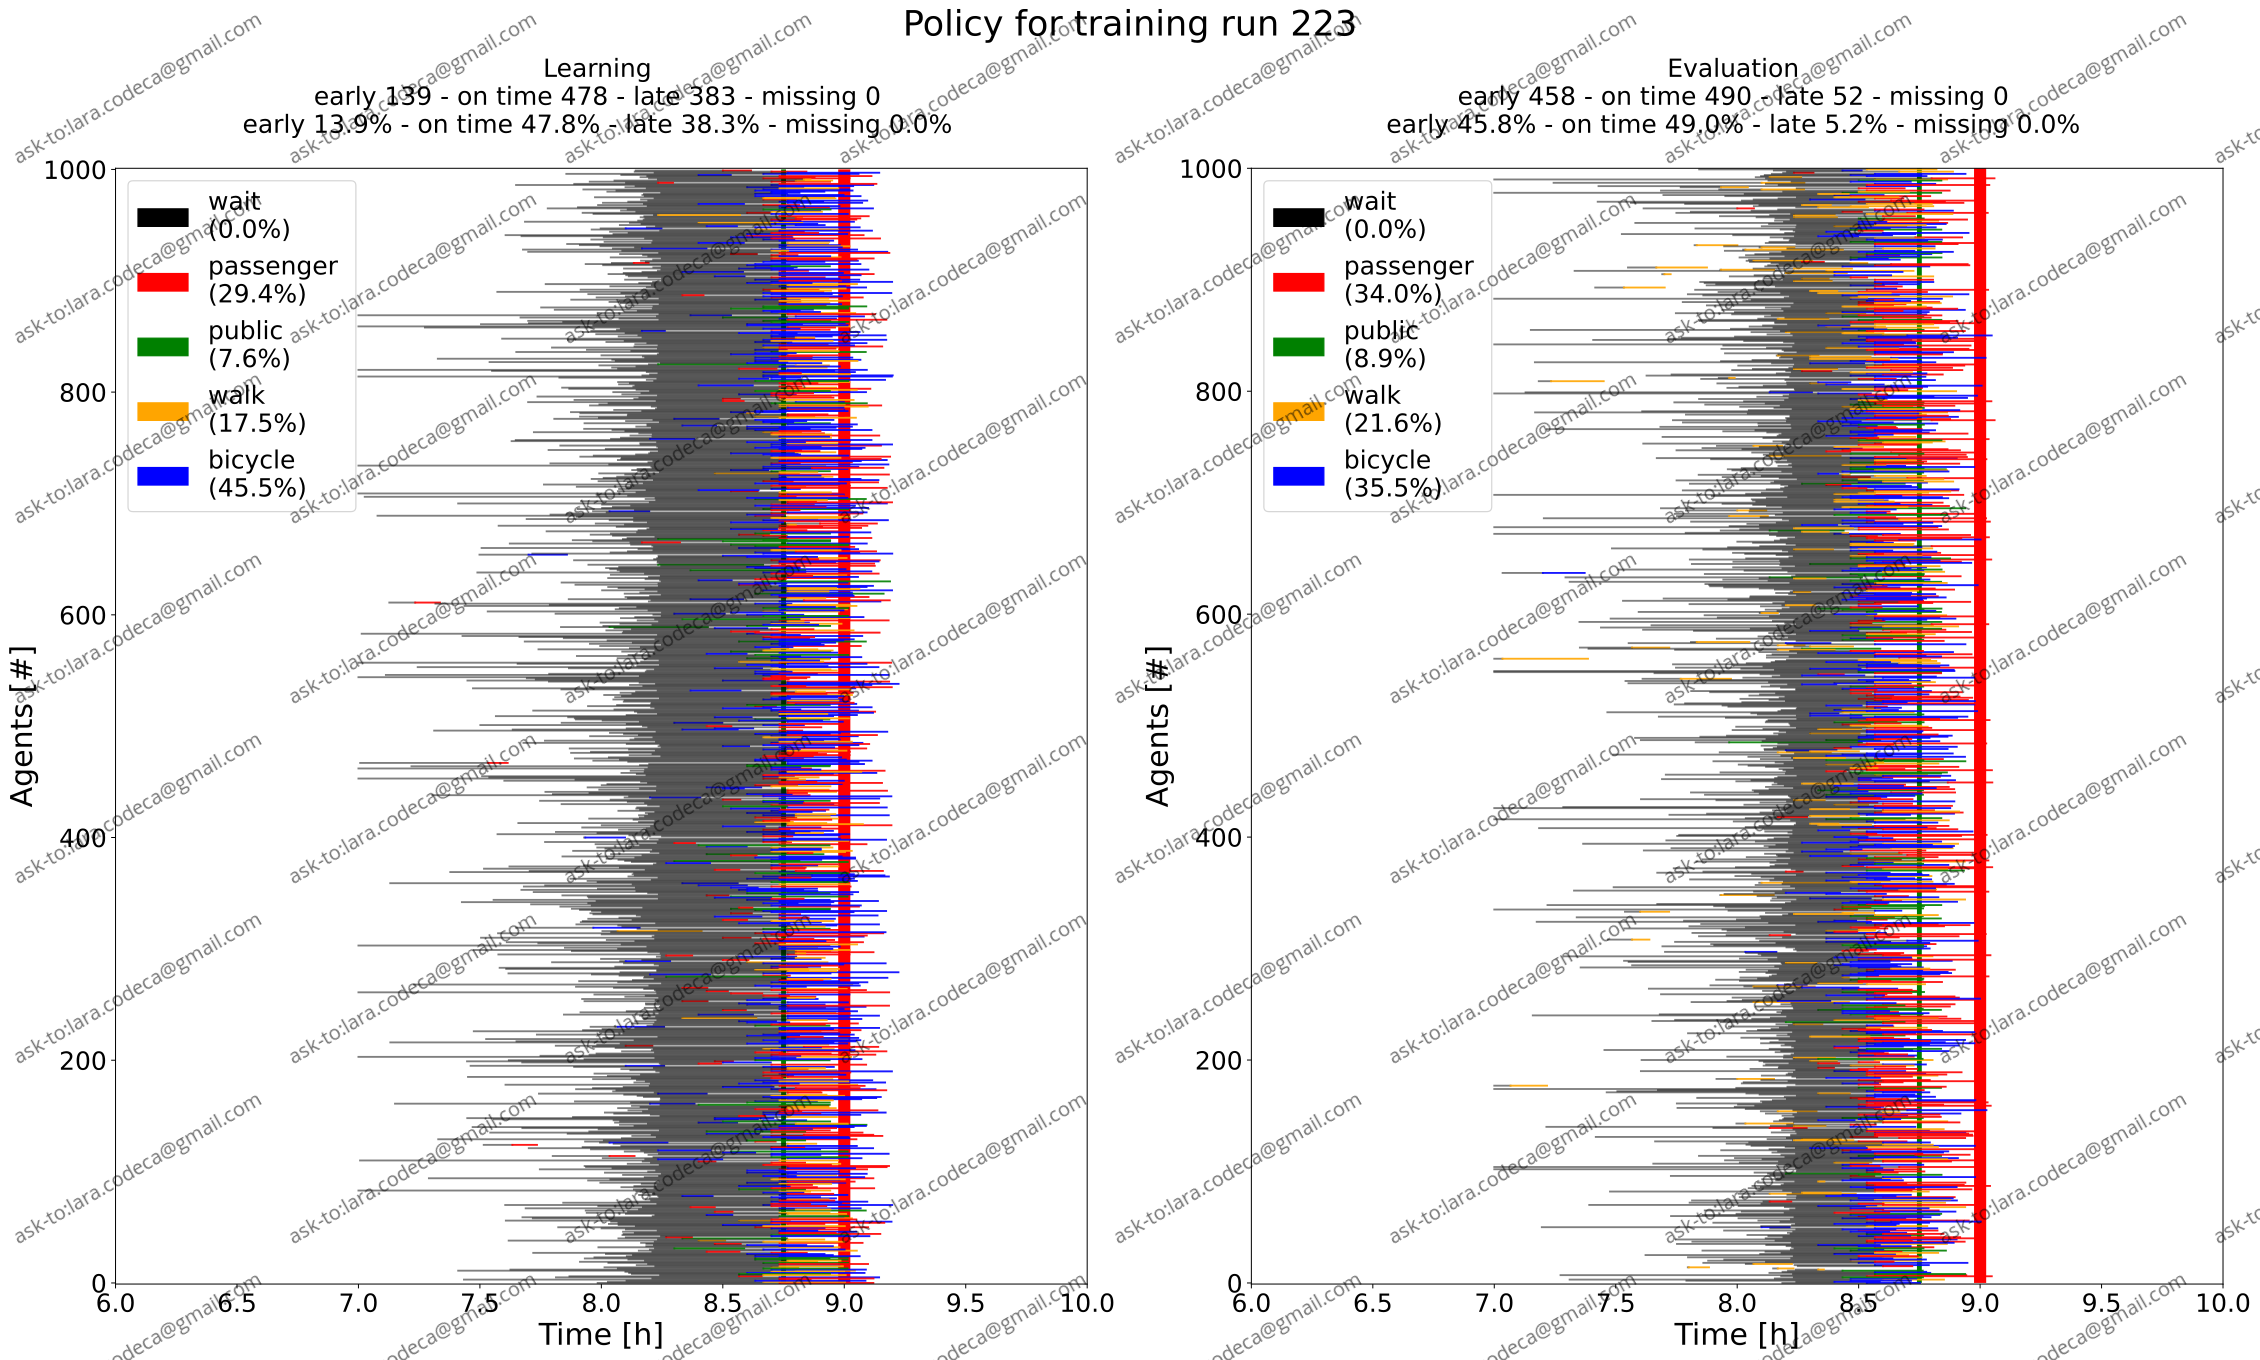 Policy for training run 223
Learning
early 139 - on time 478 - late 383 - missing 0
early 13.9% - on time 47.8% - late 38.3% - missing 0.0%
1000
800
600
400
200
0
Agents [#]
wait
(0.0%)
passenger
(29.4%)
public
(7.6%)
walk
(17.5%)
bicycle
(45.5%)
6.0 6.5 7.0 7.5 8.0 8.5 9.0 9.5 10.0
Time [h]
Evaluation
early 458 - on time 490 - late 52 - missing 0
early 45.8% - on time 49.0% - late 5.2% - missing 0.0%
1000
800
600
400
200
0
Agents [#]
wait
(0.0%)
passenger
(34.0%)
public
(8.9%)
walk
(21.6%)
bicycle
(35.5%)
6.0 6.5 7.0 7.5 8.0 8.5 9.0 9.5 10.0
Time [h]
ask-to:lara.codeca@gmail.com